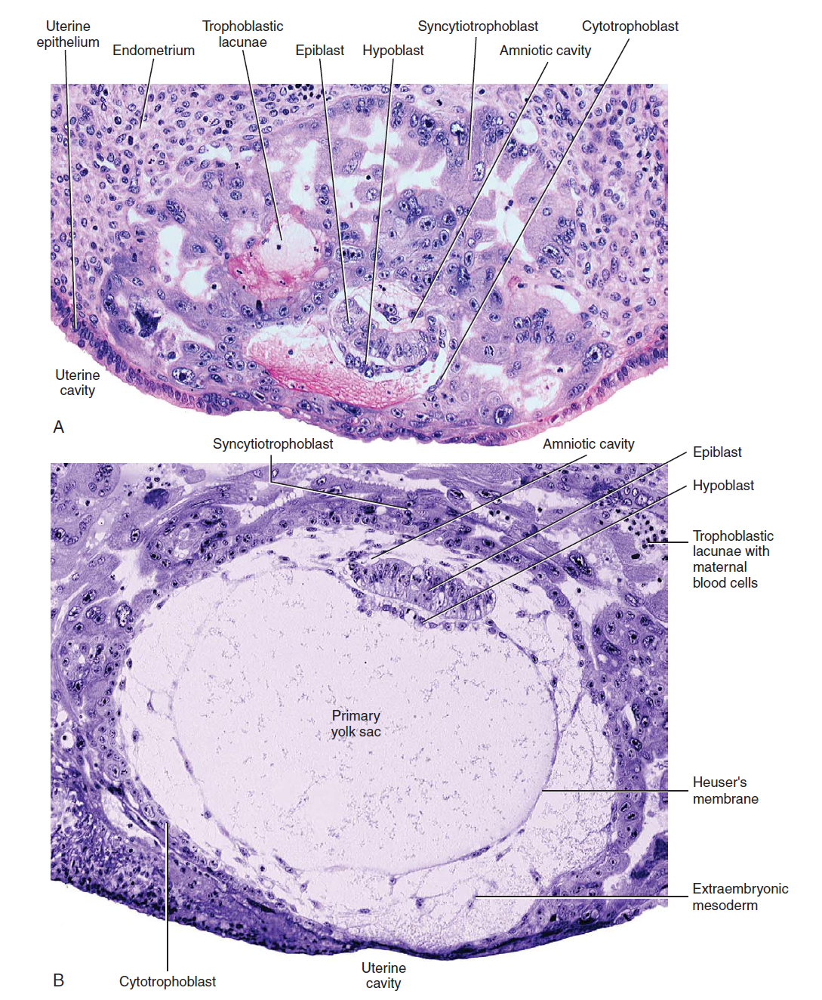 Uterine
epithelium
Endometrium
Trophoblastic
lacunae
Epiblast
Hypoblast
Syncytiotrophoblast
Amniotic cavity
Cytotrophoblast
Uterine
cavity
A
Syncytiotrophoblast
Amniotic cavity
Epiblast
Hypoblast
Trophoblastic
lacunae with
maternal
blood cells
Primary
yolk sac
Heuser's
membrane
Extraembryonic
mesoderm
B
Cytotrophoblast
Uterine
cavity